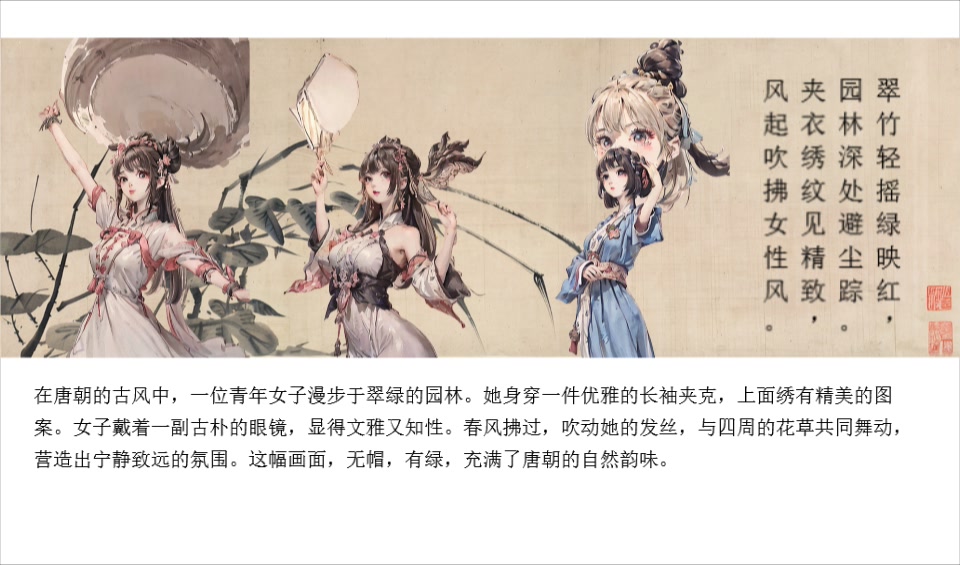 翠竹轻摇绿映红，
园林深处避尘踪。
夹衣绣纹见精致，
风起吹拂女性风。
在唐朝的古风中，一位青年女子漫步于翠绿的园林。她身穿一件优雅的长袖夹克，上面绣有精美的图
案。女子戴着一副古朴的眼镜，显得文雅又知性。春风拂过，吹动她的发丝，与四周的花草共同舞动，
营造出宁静致远的氛围。这幅画面，无帽，有绿，充满了唐朝的自然韵味。